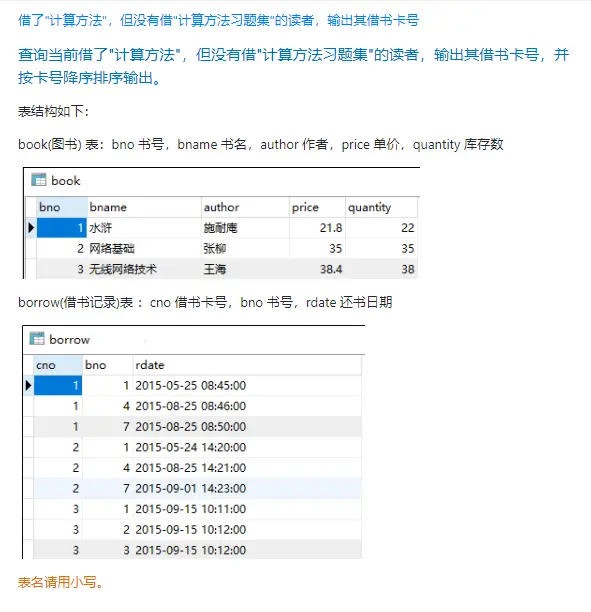 借了"计算方法"，但没有借"计算方法习题集"的读者，输出其借书卡号
查询当前借了"计算方法"，但没有借"计算方法习题集"的读者，输出其借书卡号，并
按卡号降序排序输出。
表结构如下：
book(图书) 表：bno 书号，bname 书名，author 作者，price 单价，quantity 库存数
book
bno bname author price quantity
1 水浒 施耐庵 21.8 22
2 网络基础 张柳 35 35
3 无线网络技术 王海 38.4 38
borrow(借书记录)表 ：cno 借书卡号，bno 书号，rdate 还书日期
borrow
cno bno rdate
1 1 2015-05-25 08:45:00
1 4 2015-08-25 08:46:00
1 7 2015-08-25 08:50:00
2 1 2015-05-24 14:20:00
2 4 2015-08-25 14:21:00
2 7 2015-09-01 14:23:00
3 1 2015-09-15 10:11:00
3 2 2015-09-15 10:12:00
3 3 2015-09-15 10:12:00
表名请用小写。